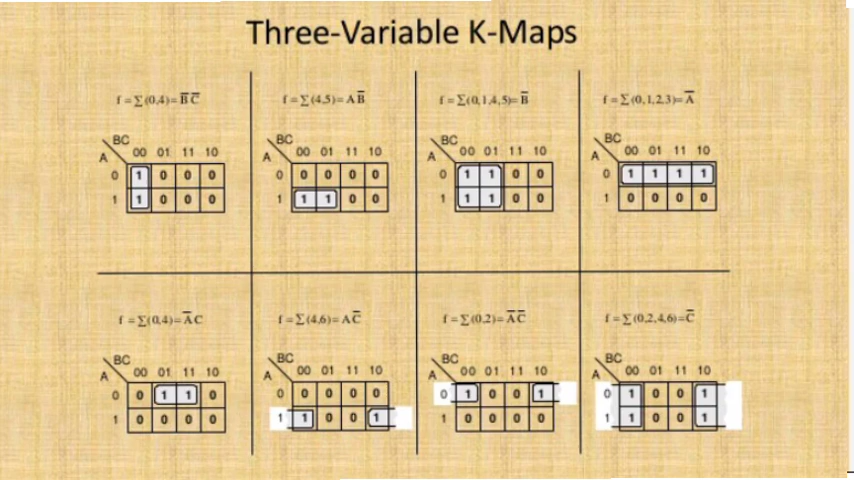 Three-Variable K-Maps
f = ∑(0,4)= B̅ C̅
BC
A
00 01 11 10
0 1 0 0 0
1 1 0 0 0
f = ∑(4,5)= A B̅
BC
A
00 01 11 10
0 0 0 0 0
1 1 1 0 0
f = ∑(0,1,4,5)= B̅
BC
A
00 01 11 10
0 1 1 0 0
1 1 1 0 0
f = ∑(0,1,2,3)= A̅
BC
A
00 01 11 10
0 1 1 1 1
1 0 0 0 0
f = ∑(0,4)= A̅ C
BC
A
00 01 11 10
0 0 1 1 0
1 0 0 0 0
f = ∑(4,6)= A C̅
BC
A
00 01 11 10
0 0 0 0 0
1 1 0 0 1
f = ∑(0,2)= A̅ C̅
BC
A
00 01 11 10
0 1 0 0 1
1 0 0 0 0
f = ∑(0,2,4,6)= C̅
BC
A
00 01 11 10
0 1 0 0 1
1 1 0 0 1